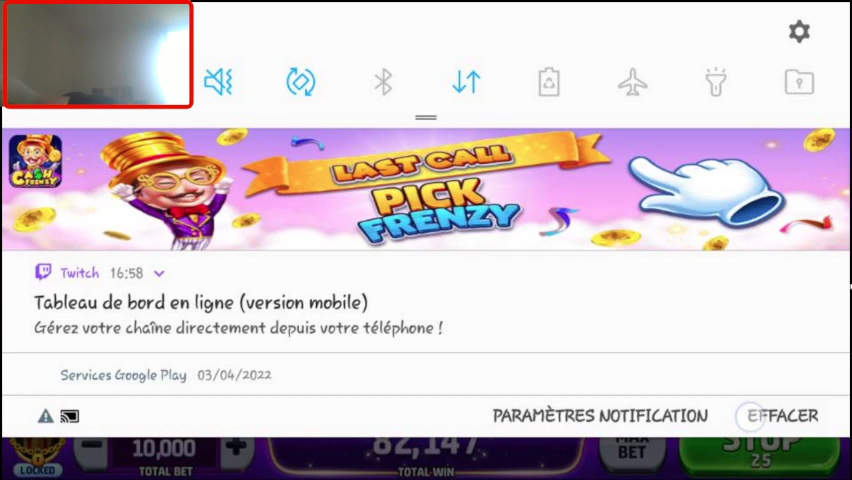 CASH
FRENZY
LAST CALL
PICK
FRENZY
Twitch 16:58
Tableau de bord en ligne (version mobile)
Gérez votre chaîne directement depuis votre téléphone !
Services Google Play 03/04/2022
PARAMÈTRES NOTIFICATION EFFACER
LOCKED
10,000
TOTAL BET
82,147
TOTAL WIN
MAX
BET
STOP
25